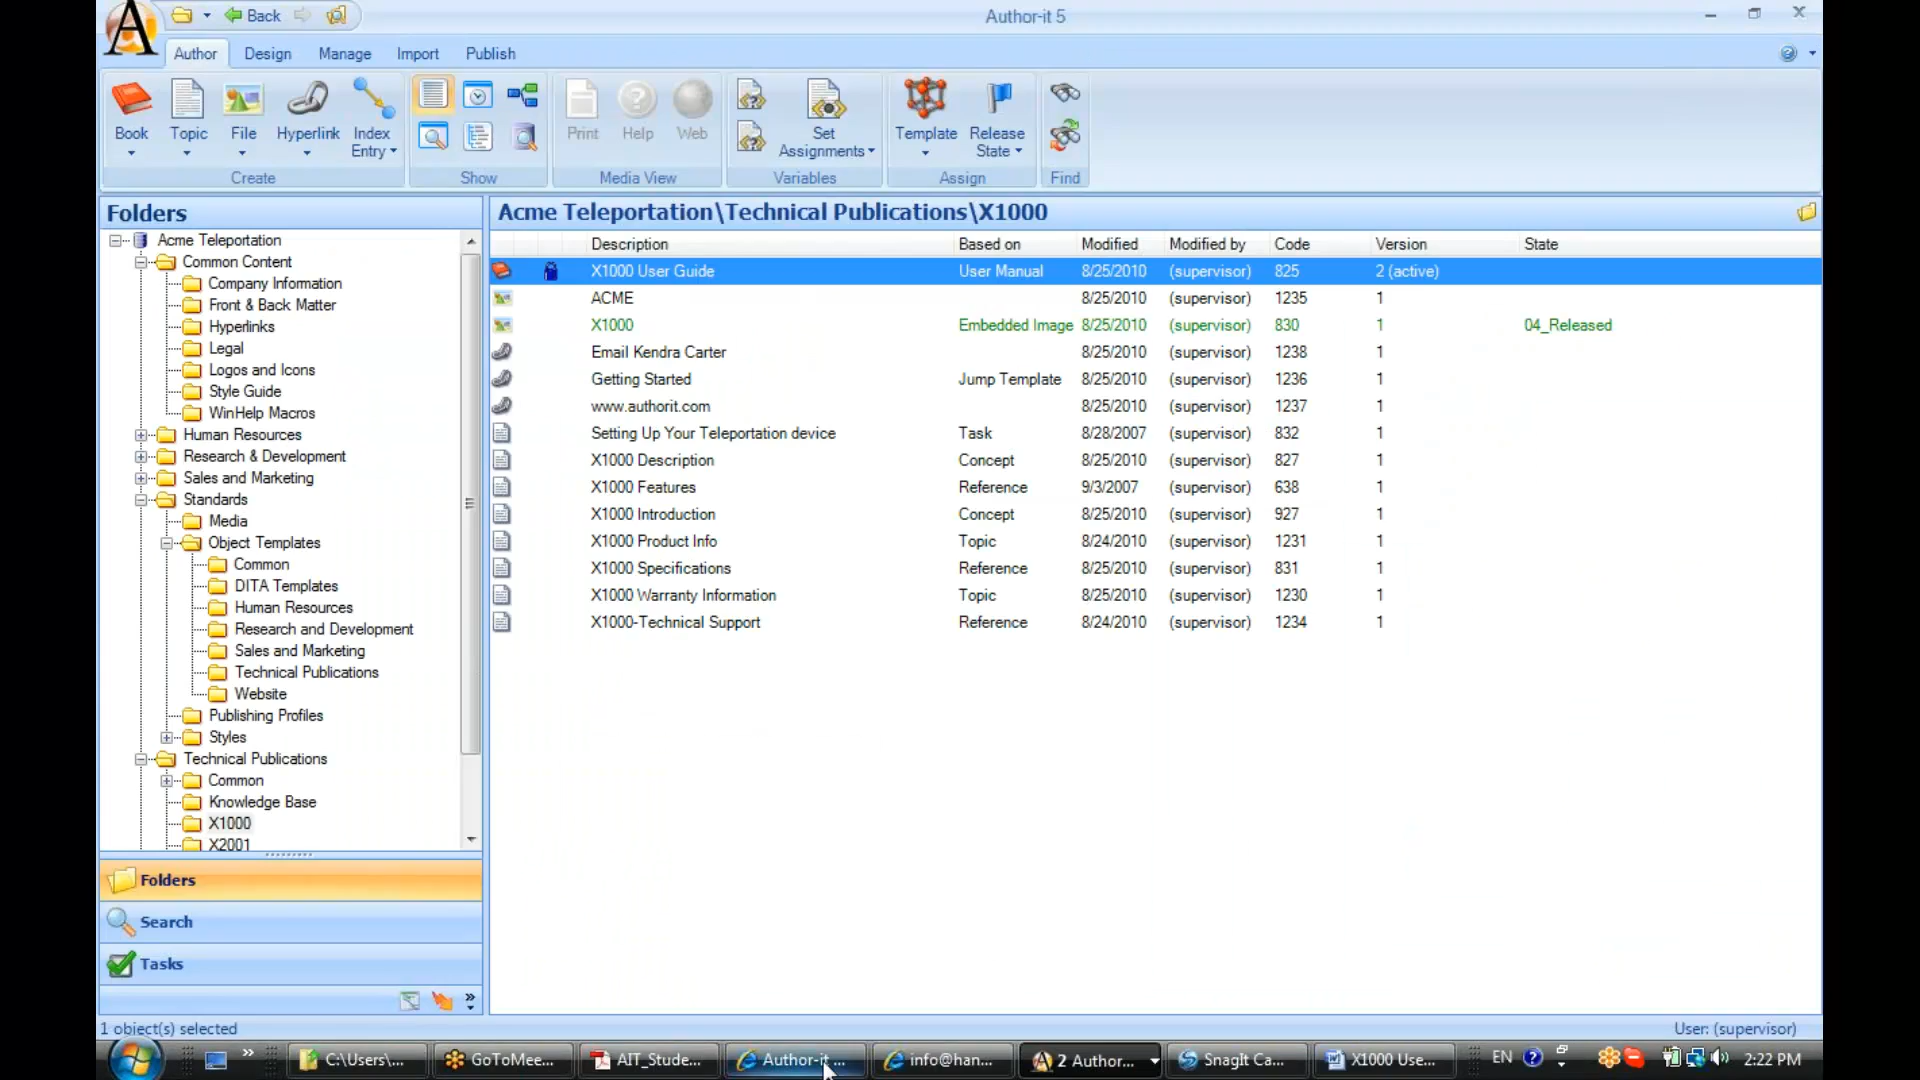 Back
Author-it 5
Author Design Manage Import Publish
Book Topic File Hyperlink Index Entry
Print Help Web
Set Assignments
Template Release State
Create Show Media View Variables Assign Find
Folders
Acme Teleportation
Common Content
Company Information
Front & Back Matter
Hyperlinks
Legal
Logos and Icons
Style Guide
WinHelp Macros
Human Resources
Research & Development
Sales and Marketing
Standards
Media
Object Templates
Common
DITA Templates
Human Resources
Research and Development
Sales and Marketing
Technical Publications
Website
Publishing Profiles
Styles
Technical Publications
Common
Knowledge Base
X1000
X2001
Folders
Search
Tasks
Acme Teleportation\Technical Publications\X1000
Description Based on Modified Modified by Code Version State
X1000 User Guide User Manual 8/25/2010 (supervisor) 825 2 (active)
ACME 8/25/2010 (supervisor) 1235 1
X1000 Embedded Image 8/25/2010 (supervisor) 830 1 04_Released
Email Kendra Carter 8/25/2010 (supervisor) 1238 1
Getting Started Jump Template 8/25/2010 (supervisor) 1236 1
www.authorit.com 8/25/2010 (supervisor) 1237 1
Setting Up Your Teleportation device Task 8/28/2007 (supervisor) 832 1
X1000 Description Concept 8/25/2010 (supervisor) 827 1
X1000 Features Reference 9/3/2007 (supervisor) 638 1
X1000 Introduction Concept 8/25/2010 (supervisor) 927 1
X1000 Product Info Topic 8/24/2010 (supervisor) 1231 1
X1000 Specifications Reference 8/25/2010 (supervisor) 831 1
X1000 Warranty Information Topic 8/25/2010 (supervisor) 1230 1
X1000-Technical Support Reference 8/24/2010 (supervisor) 1234 1
1 object(s) selected
User: (supervisor)
C:\Users\... GoToMee... AIT_Stude... Author-it ... info@han... 2 Author... SnagIt Ca... X1000 Use... EN 2:22 PM